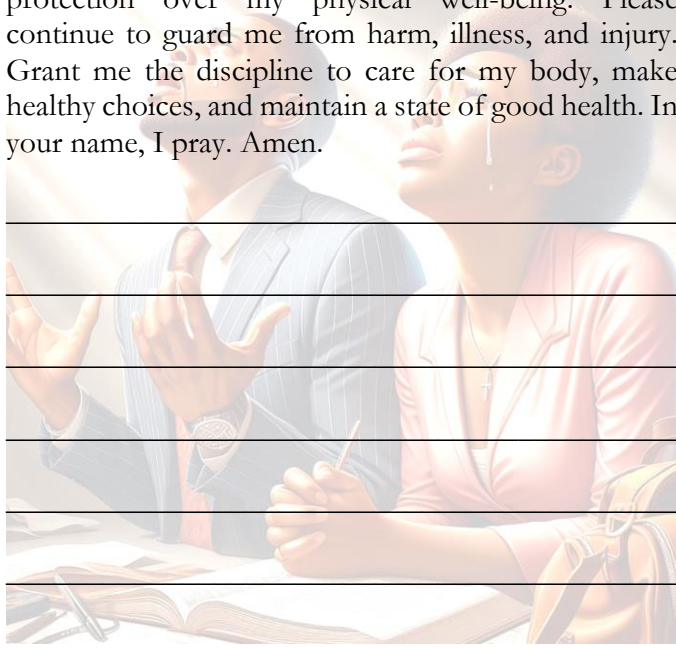 protection over my physical well-being. Please
continue to guard me from harm, illness, and injury.
Grant me the discipline to care for my body, make
healthy choices, and maintain a state of good health. In
your name, I pray. Amen.